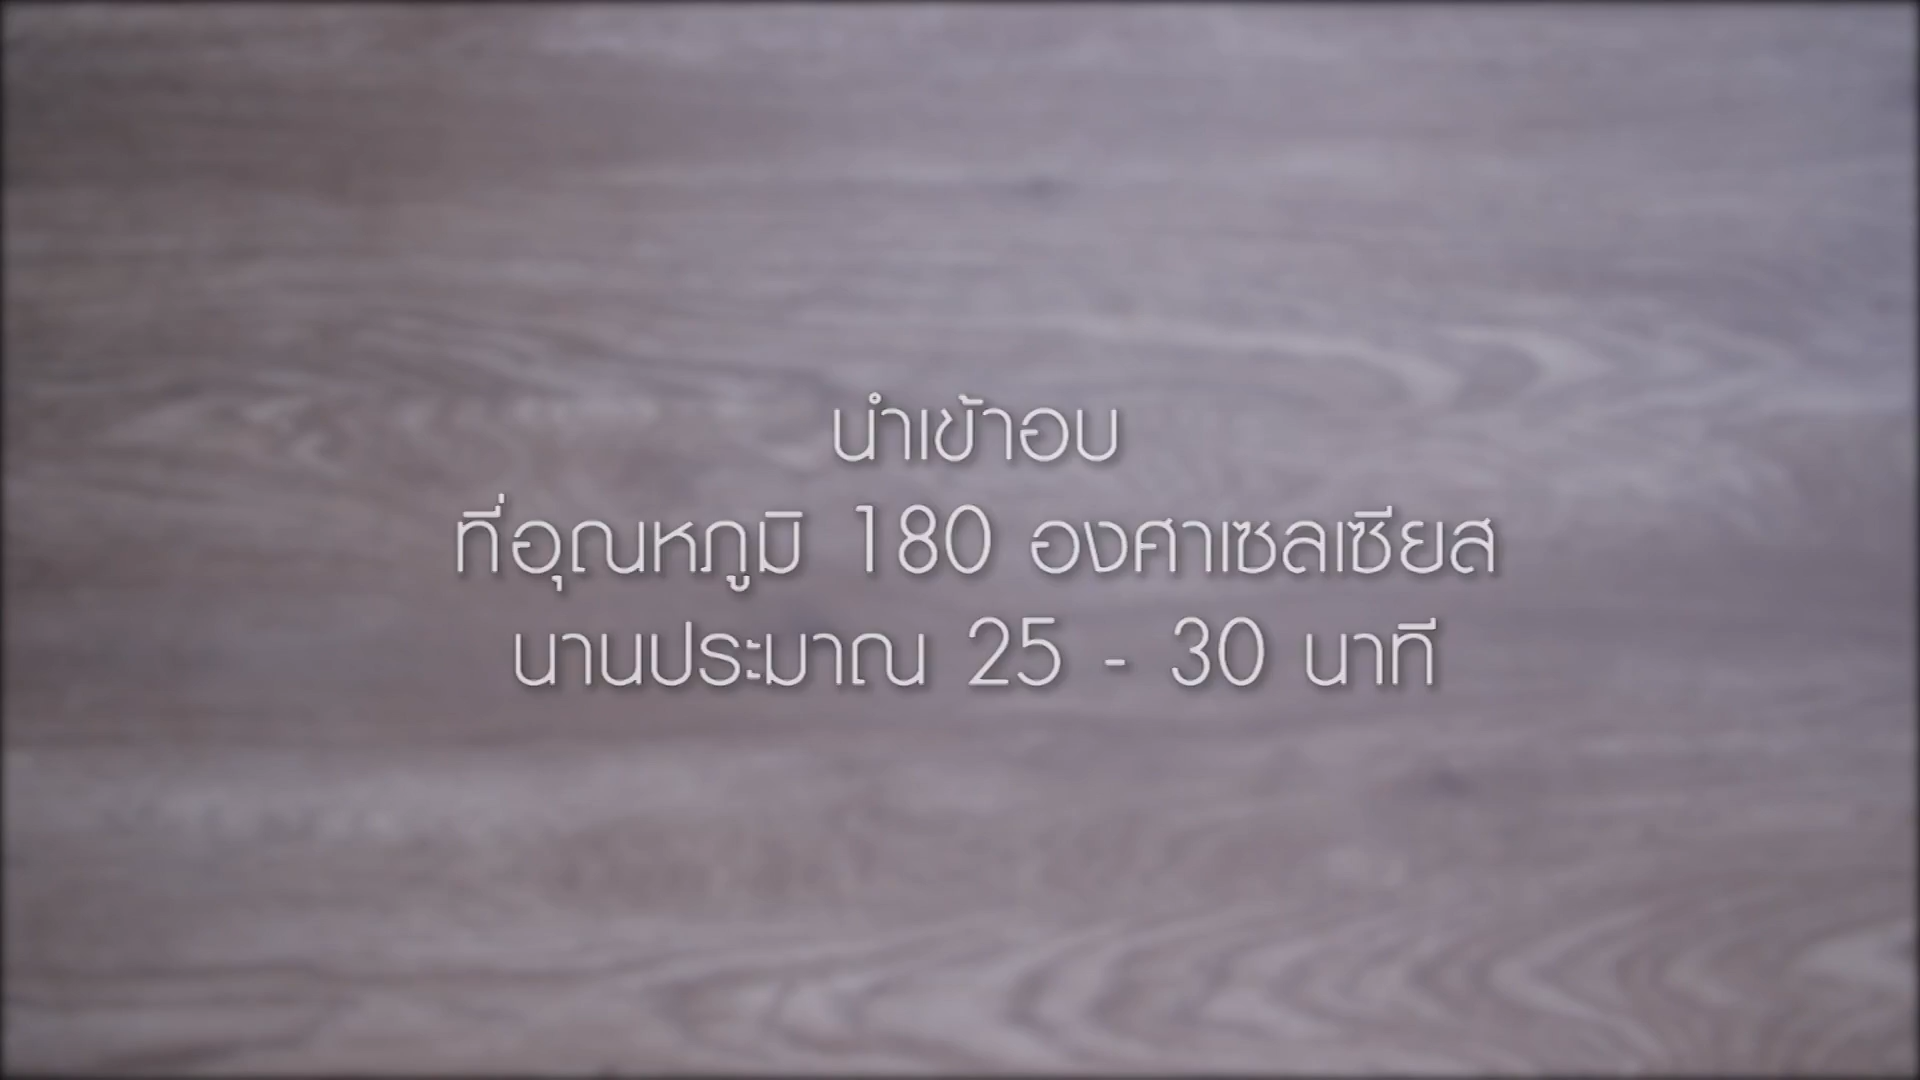 นำเข้าอบ
ที่อุณหภูมิ 180 องศาเซลเซียส
นานประมาณ 25 - 30 นาที